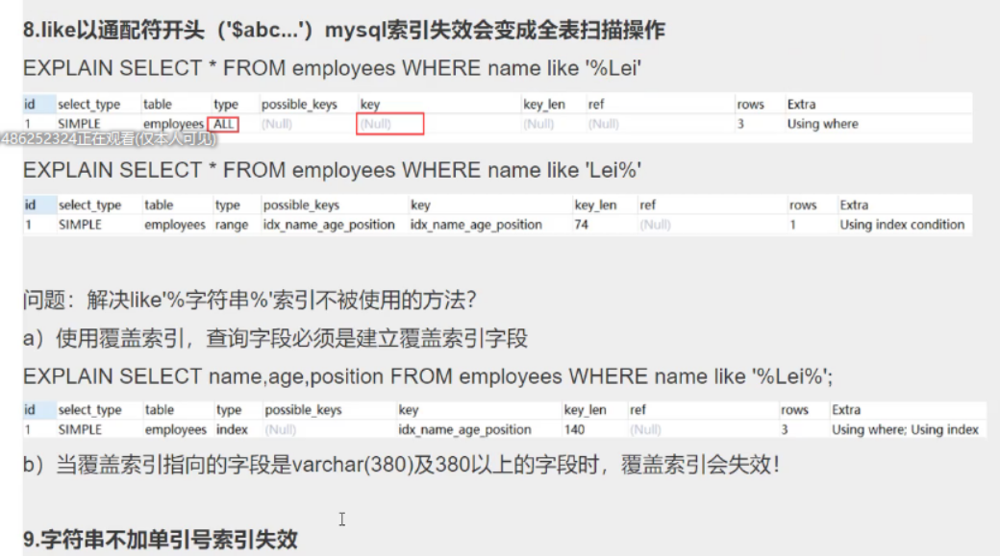 8.like以通配符开头（'$abc...'）mysql索引失效会变成全表扫描操作
EXPLAIN SELECT * FROM employees WHERE name like '%Lei'
id select_type table type possible_keys key key_len ref rows Extra
1 SIMPLE employees ALL (Null) (Null) (Null) (Null) 3 Using where
486252324正在观看(仅本人可见)
EXPLAIN SELECT * FROM employees WHERE name like 'Lei%'
id select_type table type possible_keys key key_len ref rows Extra
1 SIMPLE employees range idx_name_age_position idx_name_age_position 74 (Null) 1 Using index condition
问题：解决like'%字符串%'索引不被使用的方法？
a）使用覆盖索引，查询字段必须是建立覆盖索引字段
EXPLAIN SELECT name,age,position FROM employees WHERE name like '%Lei%';
id select_type table type possible_keys key key_len ref rows Extra
1 SIMPLE employees index (Null) idx_name_age_position 140 (Null) 3 Using where; Using index
b）当覆盖索引指向的字段是varchar(380)及380以上的字段时，覆盖索引会失效！
9.字符串不加单引号索引失效